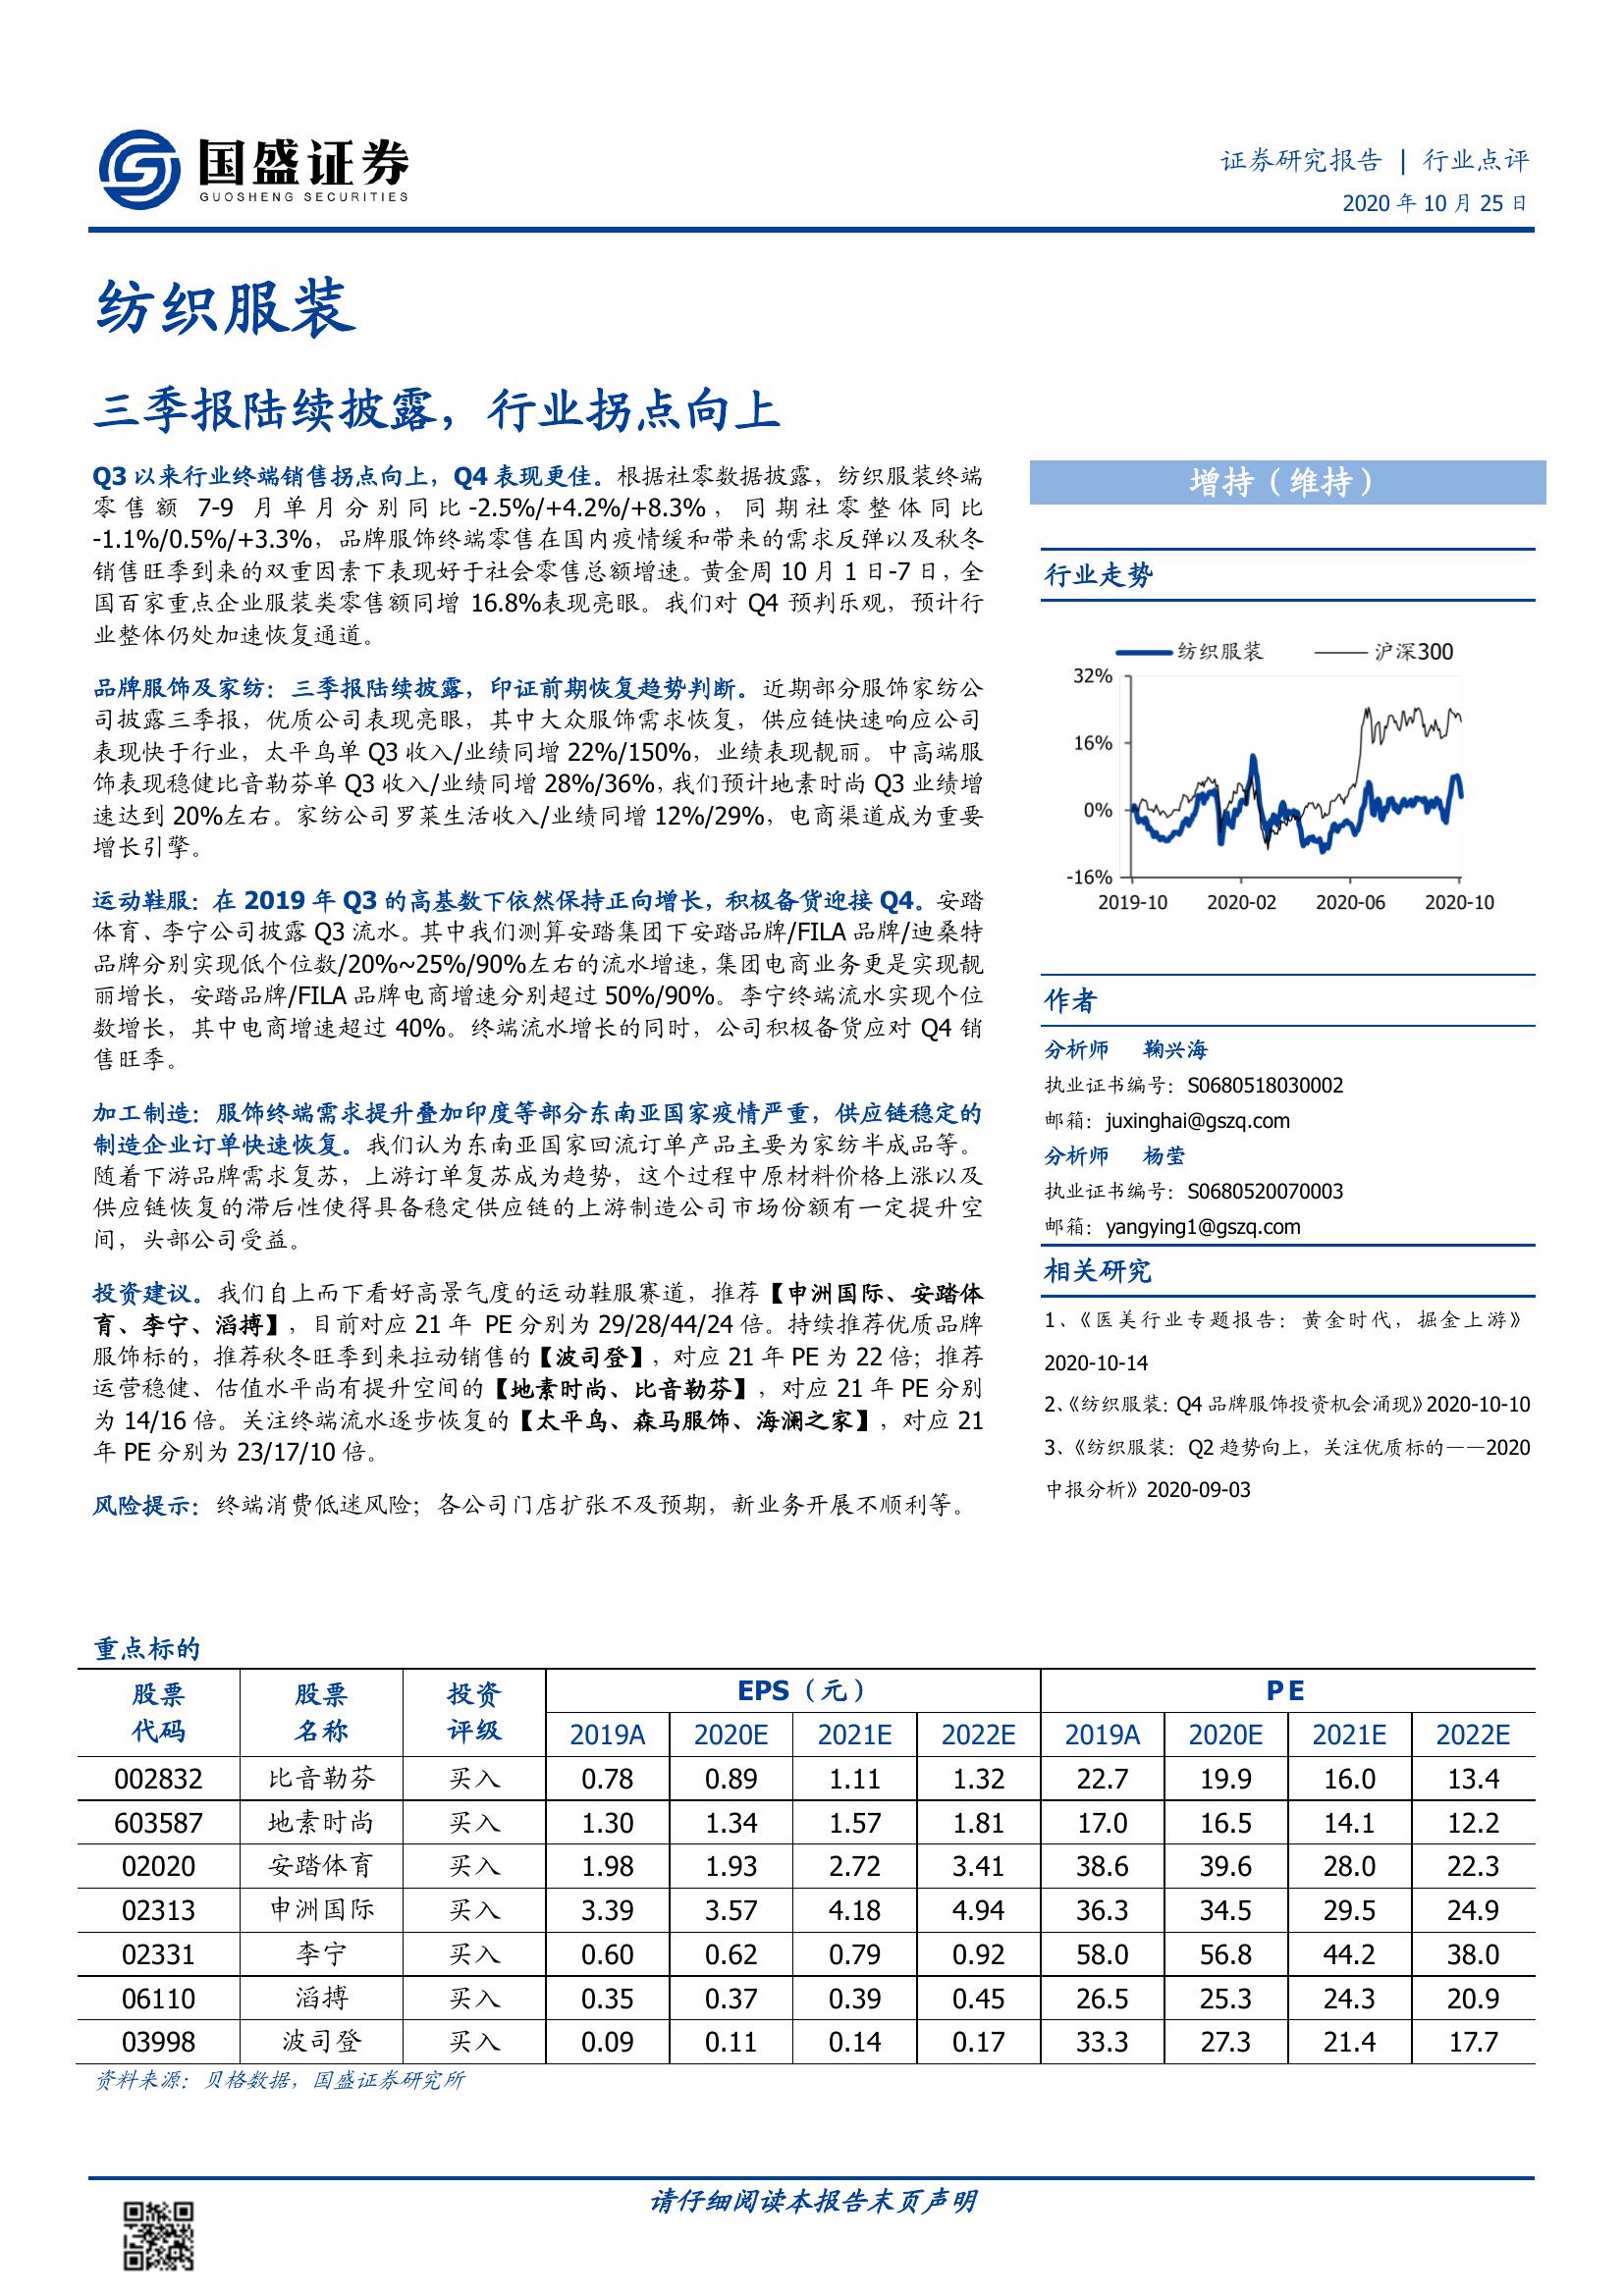 国盛证券
GUOSHENG SECURITIES
证券研究报告 | 行业点评
2020 年 10 月 25 日
纺织服装
三季报陆续披露，行业拐点向上
Q3 以来行业终端销售拐点向上，Q4 表现更佳。根据社零数据披露，纺织服装终端
零售额 7-9 月单月分别同比-2.5%/+4.2%/+8.3%，同期社零整体同比
-1.1%/0.5%/+3.3%，品牌服饰终端零售在国内疫情缓和带来的需求反弹以及秋冬
销售旺季到来的双重因素下表现好于社会零售总额增速。黄金周 10 月 1 日-7 日，全
国百家重点企业服装类零售额同增 16.8%表现亮眼。我们对 Q4 预判乐观，预计行
业整体仍处加速恢复通道。
品牌服饰及家纺：三季报陆续披露，印证前期恢复趋势判断。近期部分服饰家纺公
司披露三季报，优质公司表现亮眼，其中大众服饰需求恢复，供应链快速响应公司
表现快于行业，太平鸟单 Q3 收入/业绩同增 22%/150%，业绩表现靓丽。中高端服
饰表现稳健比音勒芬单 Q3 收入/业绩同增 28%/36%，我们预计地素时尚 Q3 业绩增
速达到 20%左右。家纺公司罗莱生活收入/业绩同增 12%/29%，电商渠道成为重要
增长引擎。
运动鞋服：在 2019 年 Q3 的高基数下依然保持正向增长，积极备货迎接 Q4。安踏
体育、李宁公司披露 Q3 流水。其中我们测算安踏集团下安踏品牌/FILA 品牌/迪桑特
品牌分别实现低个位数/20%~25%/90%左右的流水增速，集团电商业务更是实现靓
丽增长，安踏品牌/FILA 品牌电商增速分别超过 50%/90%。李宁终端流水实现个位
数增长，其中电商增速超过 40%。终端流水增长的同时，公司积极备货应对 Q4 销
售旺季。
加工制造：服饰终端需求提升叠加印度等部分东南亚国家疫情严重，供应链稳定的
制造企业订单快速恢复。我们认为东南亚国家回流订单产品主要为家纺半成品等。
随着下游品牌需求复苏，上游订单复苏成为趋势，这个过程中原材料价格上涨以及
供应链恢复的滞后性使得具备稳定供应链的上游制造公司市场份额有一定提升空
间，头部公司受益。
投资建议。我们自上而下看好高景气度的运动鞋服赛道，推荐【申洲国际、安踏体
育、李宁、滔搏】，目前对应 21 年 PE 分别为 29/28/44/24 倍。持续推荐优质品牌
服饰标的，推荐秋冬旺季到来拉动销售的【波司登】，对应 21 年 PE 为 22 倍；推荐
运营稳健、估值水平尚有提升空间的【地素时尚、比音勒芬】，对应 21 年 PE 分别
为 14/16 倍。关注终端流水逐步恢复的【太平鸟、森马服饰、海澜之家】，对应 21
年 PE 分别为 23/17/10 倍。
风险提示：终端消费低迷风险；各公司门店扩张不及预期，新业务开展不顺利等。
增持（维持）
行业走势
纺织服装 沪深300
32%
16%
0%
-16%
2019-10 2020-02 2020-06 2020-10
作者
分析师 鞠兴海
执业证书编号：S0680518030002
邮箱：juxinghai@gszq.com
分析师 杨莹
执业证书编号：S0680520070003
邮箱：yangying1@gszq.com
相关研究
1、《医美行业专题报告：黄金时代，掘金上游》
2020-10-14
2、《纺织服装：Q4 品牌服饰投资机会涌现》2020-10-10
3、《纺织服装：Q2 趋势向上，关注优质标的——2020
中报分析》2020-09-03
重点标的
股票 股票 投资 EPS（元） PE
代码 名称 评级 2019A 2020E 2021E 2022E 2019A 2020E 2021E 2022E
002832 比音勒芬 买入 0.78 0.89 1.11 1.32 22.7 19.9 16.0 13.4
603587 地素时尚 买入 1.30 1.34 1.57 1.81 17.0 16.5 14.1 12.2
02020 安踏体育 买入 1.98 1.93 2.72 3.41 38.6 39.6 28.0 22.3
02313 申洲国际 买入 3.39 3.57 4.18 4.94 36.3 34.5 29.5 24.9
02331 李宁 买入 0.60 0.62 0.79 0.92 58.0 56.8 44.2 38.0
06110 滔搏 买入 0.35 0.37 0.39 0.45 26.5 25.3 24.3 20.9
03998 波司登 买入 0.09 0.11 0.14 0.17 33.3 27.3 21.4 17.7
资料来源：贝格数据，国盛证券研究所
请仔细阅读本报告末页声明